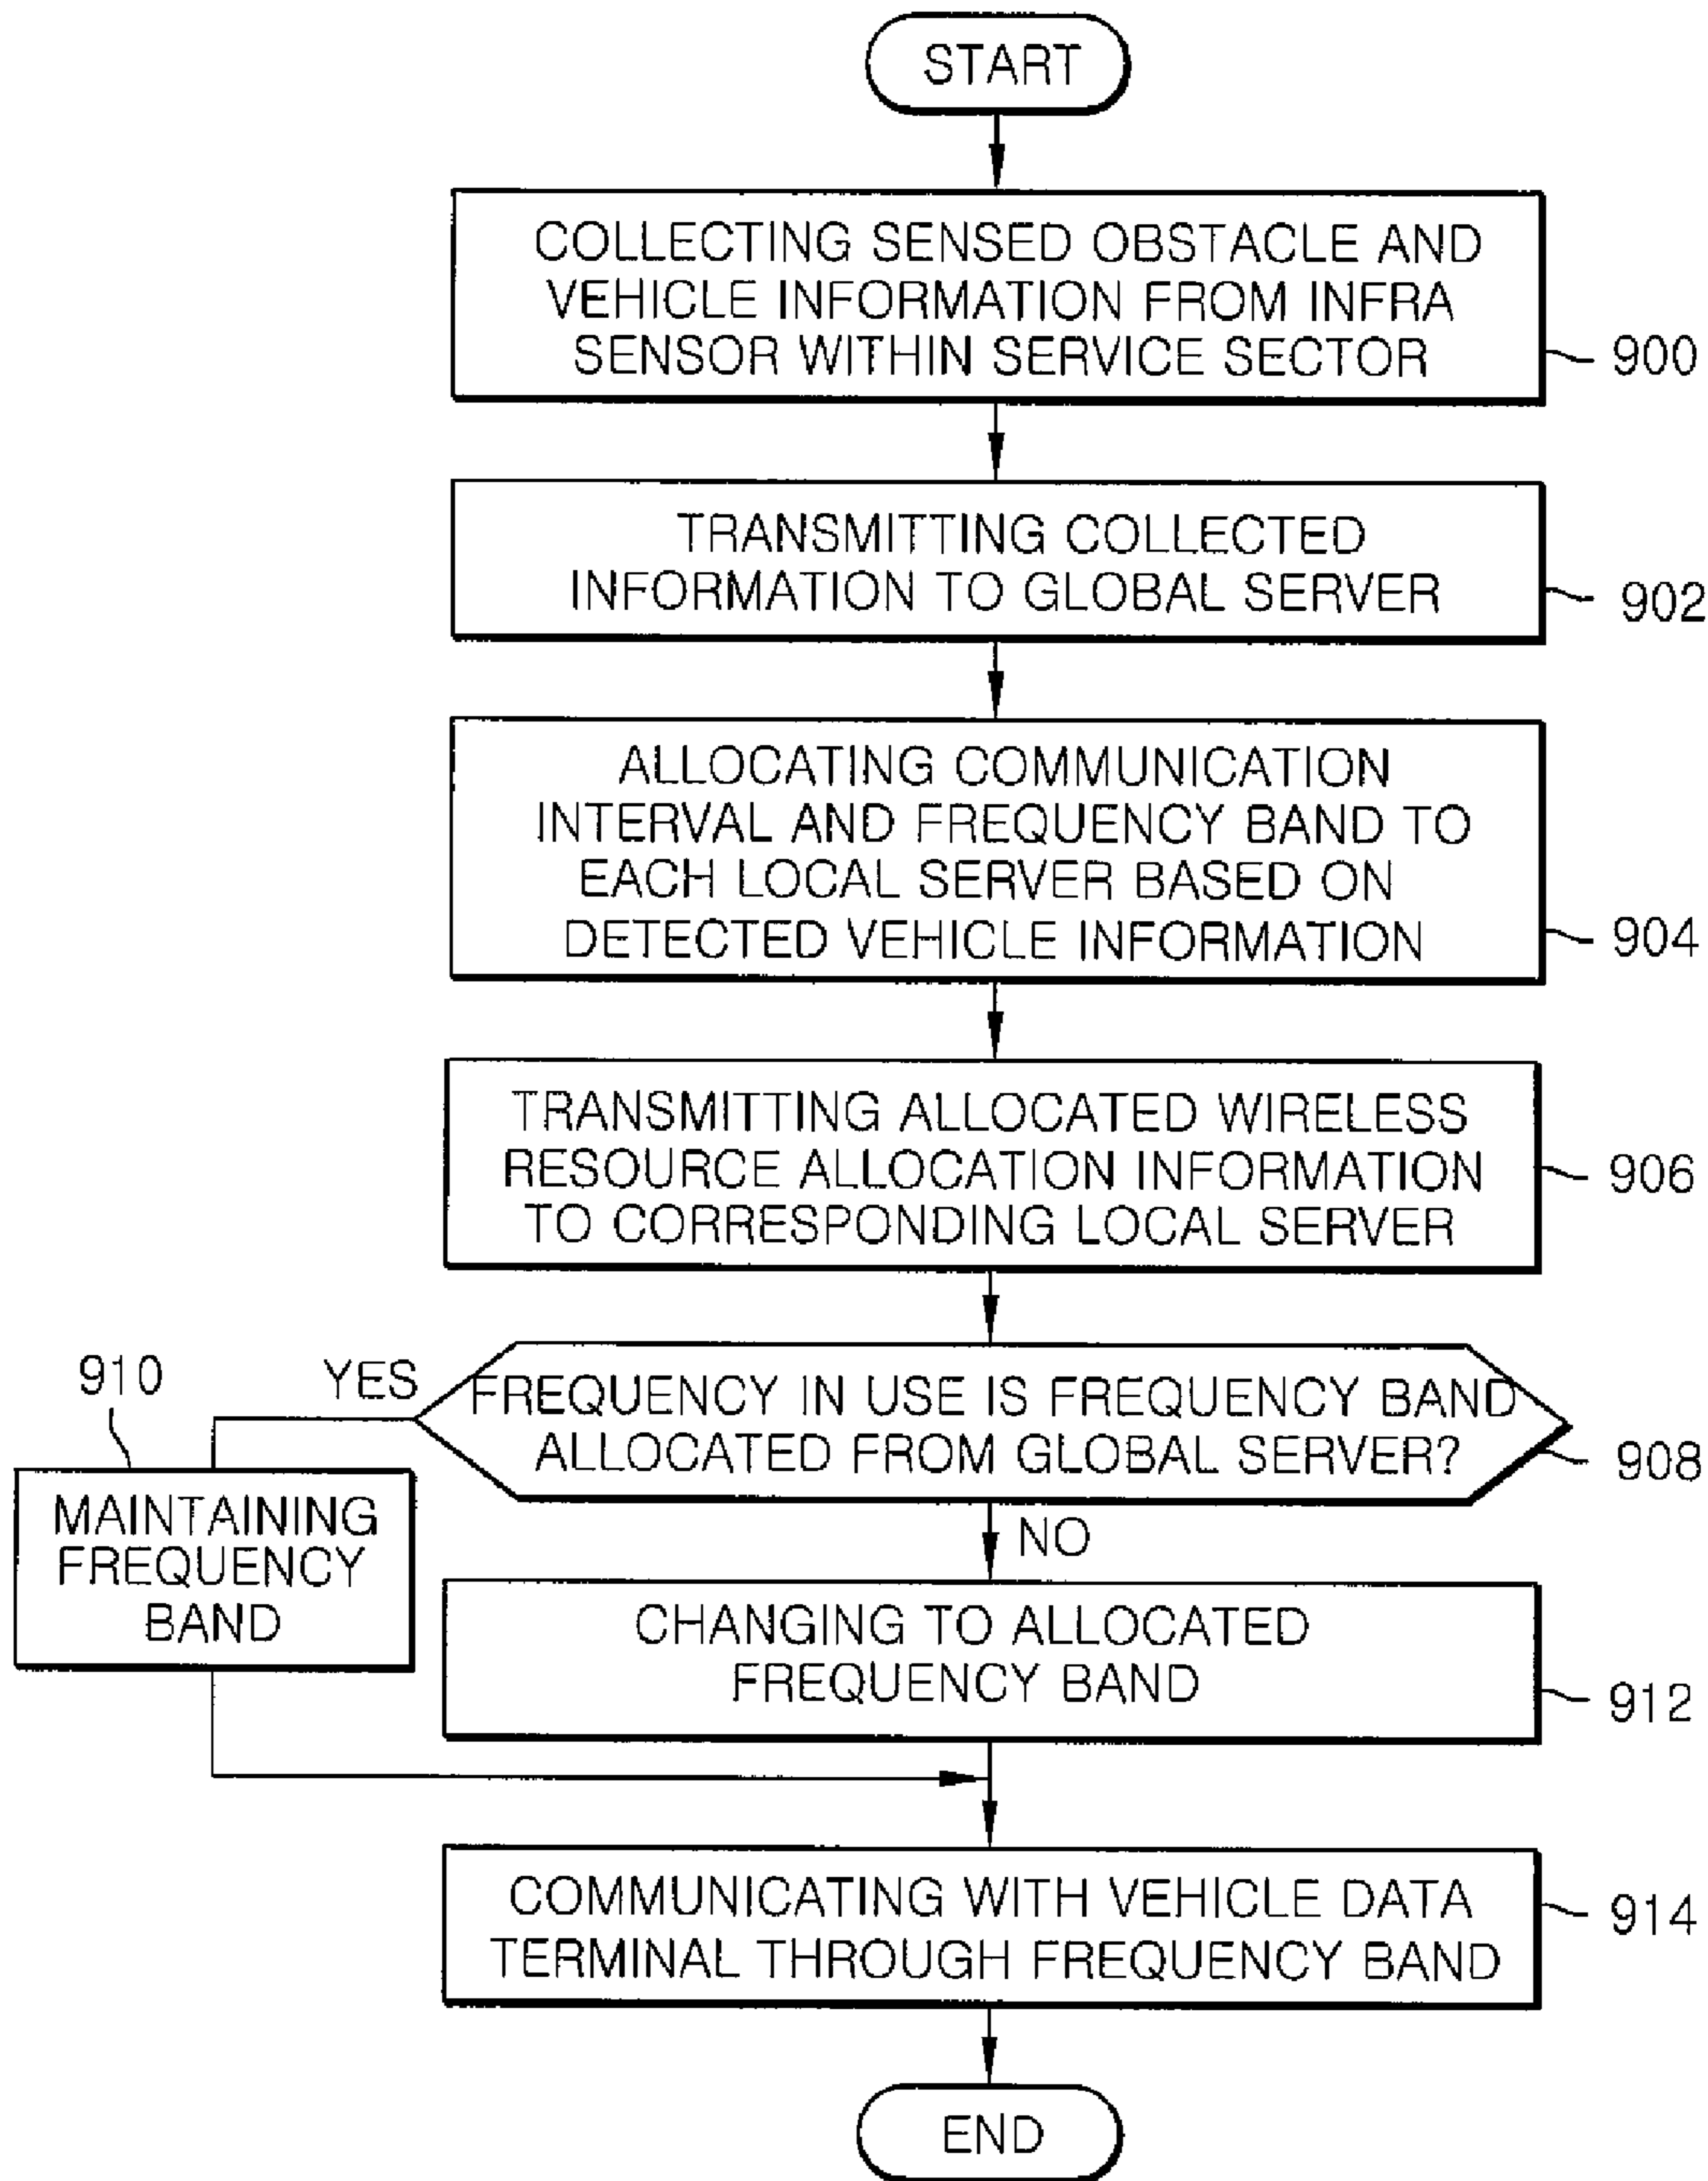 START
COLLECTING SENSED OBSTACLE AND
VEHICLE INFORMATION FROM INFRA
SENSOR WITHIN SERVICE SECTOR
900
TRANSMITTING COLLECTED
INFORMATION TO GLOBAL SERVER
902
ALLOCATING COMMUNICATION
INTERVAL AND FREQUENCY BAND TO
EACH LOCAL SERVER BASED ON
DETECTED VEHICLE INFORMATION
904
TRANSMITTING ALLOCATED WIRELESS
RESOURCE ALLOCATION INFORMATION
TO CORRESPONDING LOCAL SERVER
906
FREQUENCY IN USE IS FREQUENCY BAND
ALLOCATED FROM GLOBAL SERVER?
908
YES
910
MAINTAINING
FREQUENCY
BAND
NO
CHANGING TO ALLOCATED
FREQUENCY BAND
912
COMMUNICATING WITH VEHICLE DATA
TERMINAL THROUGH FREQUENCY BAND
914
END